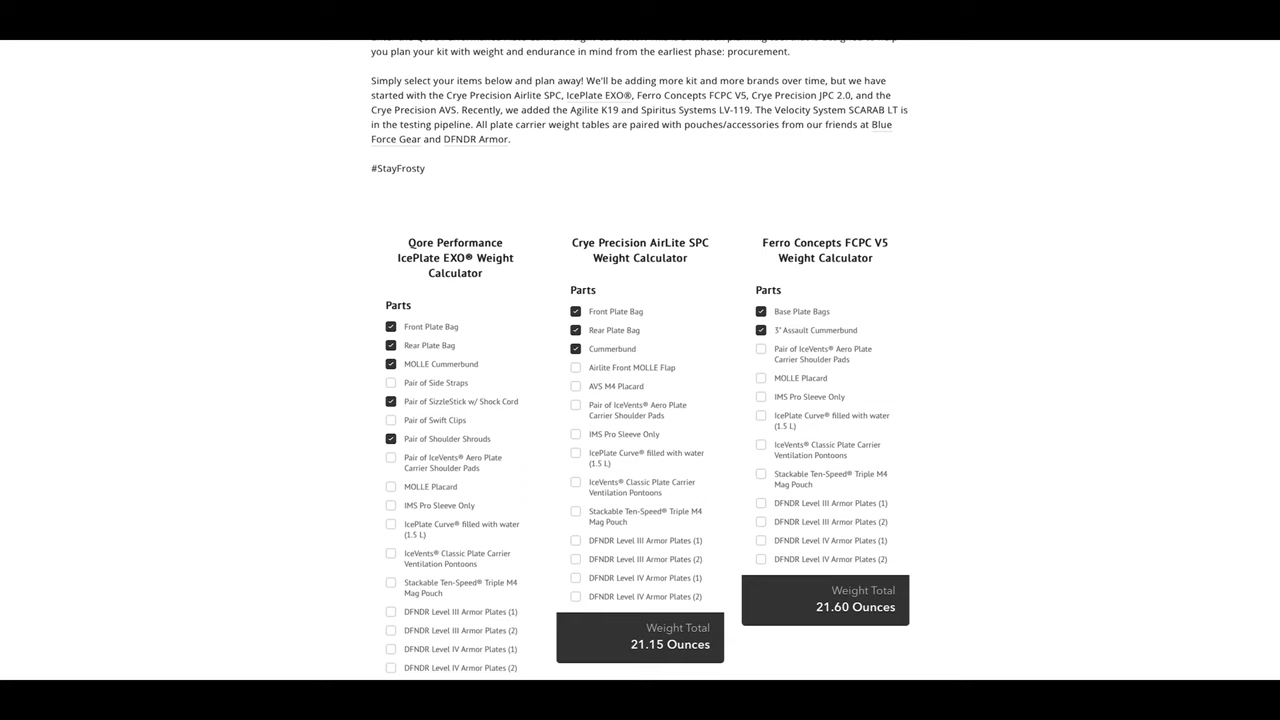 you plan your kit with weight and endurance in mind from the earliest phase: procurement.
Simply select your items below and plan away! We'll be adding more kit and more brands over time, but we have
started with the Crye Precision Airlite SPC, IcePlate EXO®, Ferro Concepts FCPC V5, Crye Precision JPC 2.0, and the
Crye Precision AVS. Recently, we added the Agilite K19 and Spiritus Systems LV-119. The Velocity System SCARAB LT is
in the testing pipeline. All plate carrier weight tables are paired with pouches/accessories from our friends at Blue
Force Gear and DFNDR Armor.
#StayFrosty
Qore Performance
IcePlate EXO® Weight
Calculator
Parts
Front Plate Bag
Rear Plate Bag
MOLLE Cummerbund
Pair of Side Straps
Pair of SizzleStick w/ Shock Cord
Pair of Swift Clips
Pair of Shoulder Shrouds
Pair of IceVents® Aero Plate
Carrier Shoulder Pads
MOLLE Placard
IMS Pro Sleeve Only
IcePlate Curve® filled with water
(1.5 L)
IceVents® Classic Plate Carrier
Ventilation Pontoons
Stackable Ten-Speed® Triple M4
Mag Pouch
DFNDR Level III Armor Plates (1)
DFNDR Level III Armor Plates (2)
DFNDR Level IV Armor Plates (1)
DFNDR Level IV Armor Plates (2)
Crye Precision AirLite SPC
Weight Calculator
Parts
Front Plate Bag
Rear Plate Bag
Cummerbund
Airlite Front MOLLE Flap
AVS M4 Placard
Pair of IceVents® Aero Plate
Carrier Shoulder Pads
IMS Pro Sleeve Only
IcePlate Curve® filled with water
(1.5 L)
IceVents® Classic Plate Carrier
Ventilation Pontoons
Stackable Ten-Speed® Triple M4
Mag Pouch
DFNDR Level III Armor Plates (1)
DFNDR Level III Armor Plates (2)
DFNDR Level IV Armor Plates (1)
DFNDR Level IV Armor Plates (2)
Weight Total
21.15 Ounces
Ferro Concepts FCPC V5
Weight Calculator
Parts
Base Plate Bags
3" Assault Cummerbund
Pair of IceVents® Aero Plate
Carrier Shoulder Pads
MOLLE Placard
IMS Pro Sleeve Only
IcePlate Curve® filled with water
(1.5 L)
IceVents® Classic Plate Carrier
Ventilation Pontoons
Stackable Ten-Speed® Triple M4
Mag Pouch
DFNDR Level III Armor Plates (1)
DFNDR Level III Armor Plates (2)
DFNDR Level IV Armor Plates (1)
DFNDR Level IV Armor Plates (2)
Weight Total
21.60 Ounces